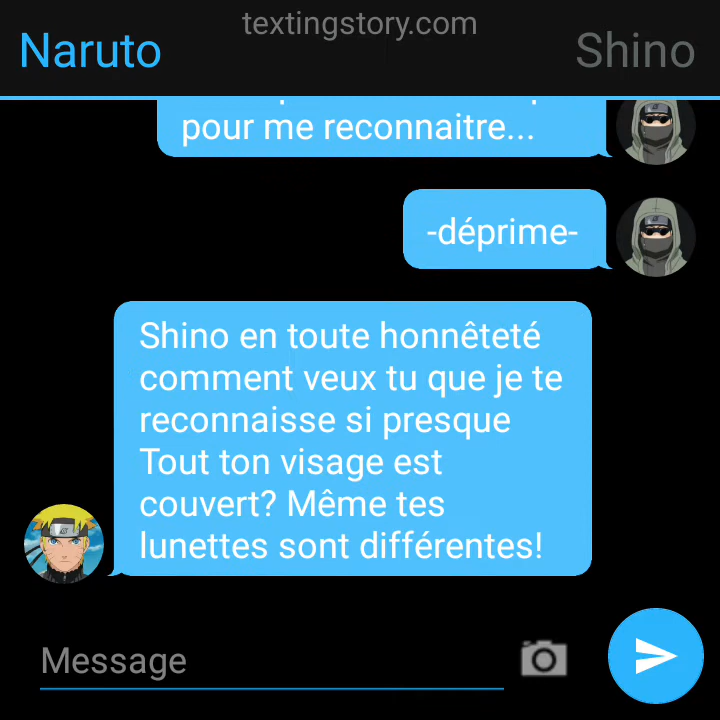 textingstory.com
Naruto
Shino
pour me reconnaitre...
-déprime-
Shino en toute honnêteté
comment veux tu que je te
reconnaisse si presque
Tout ton visage est
couvert? Même tes
lunettes sont différentes!
Message